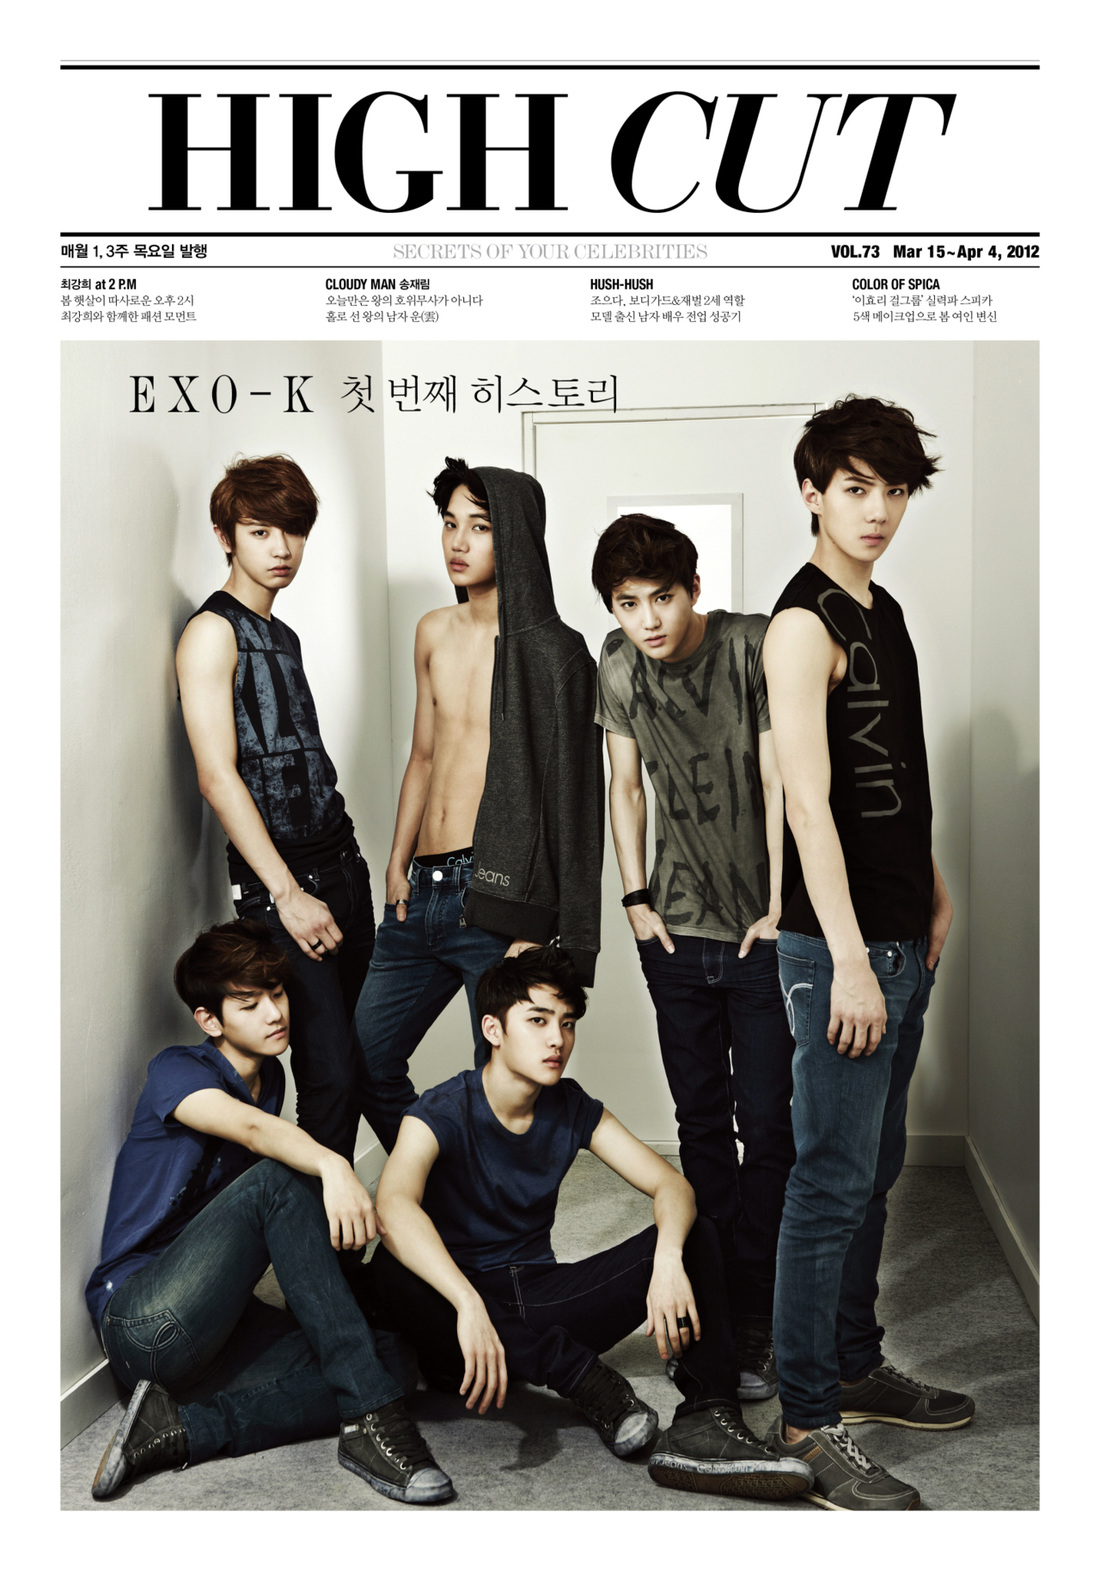 HIGH CUT
매월 1, 3주 목요일 발행
SECRETS OF YOUR CELEBRITIES
VOL.73 Mar 15~Apr 4, 2012
최강희 at 2 P.M
봄 햇살이 따사로운 오후 2시
최강희와 함께한 패션 모먼트
CLOUDY MAN 송재림
오늘만은 왕의 호위무사가 아니다
홀로 선 왕의 남자 운(雲)
HUSH-HUSH
조으다, 보디가드&재벌 2세 역할
모델 출신 남자 배우 전업 성공기
COLOR OF SPICA
'이효리 걸그룹' 실력파 스피카
5색 메이크업으로 봄 여인 변신
EXO-K 첫 번째 히스토리
Calvin
CALVIN
KLEIN
JEANS
Jeans